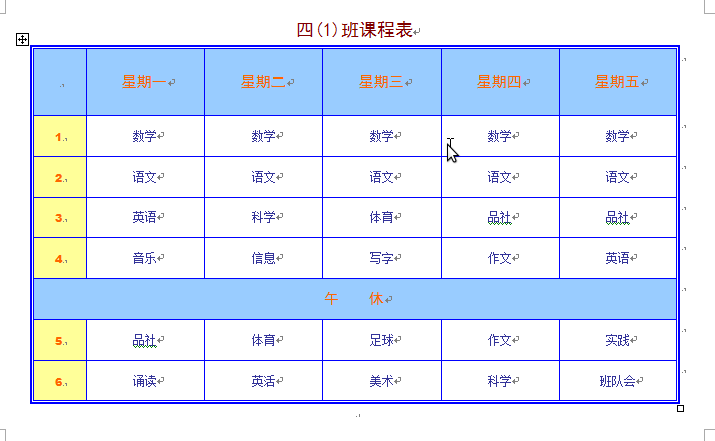 四(1)班课程表
星期一 星期二 星期三 星期四 星期五
1. 数学 数学 数学 数学 数学
2. 语文 语文 语文 语文 语文
3. 英语 科学 体育 品社 品社
4. 音乐 信息 写字 作文 英语
午 休
5. 品社 体育 足球 作文 实践
6. 诵读 英活 美术 科学 班队会